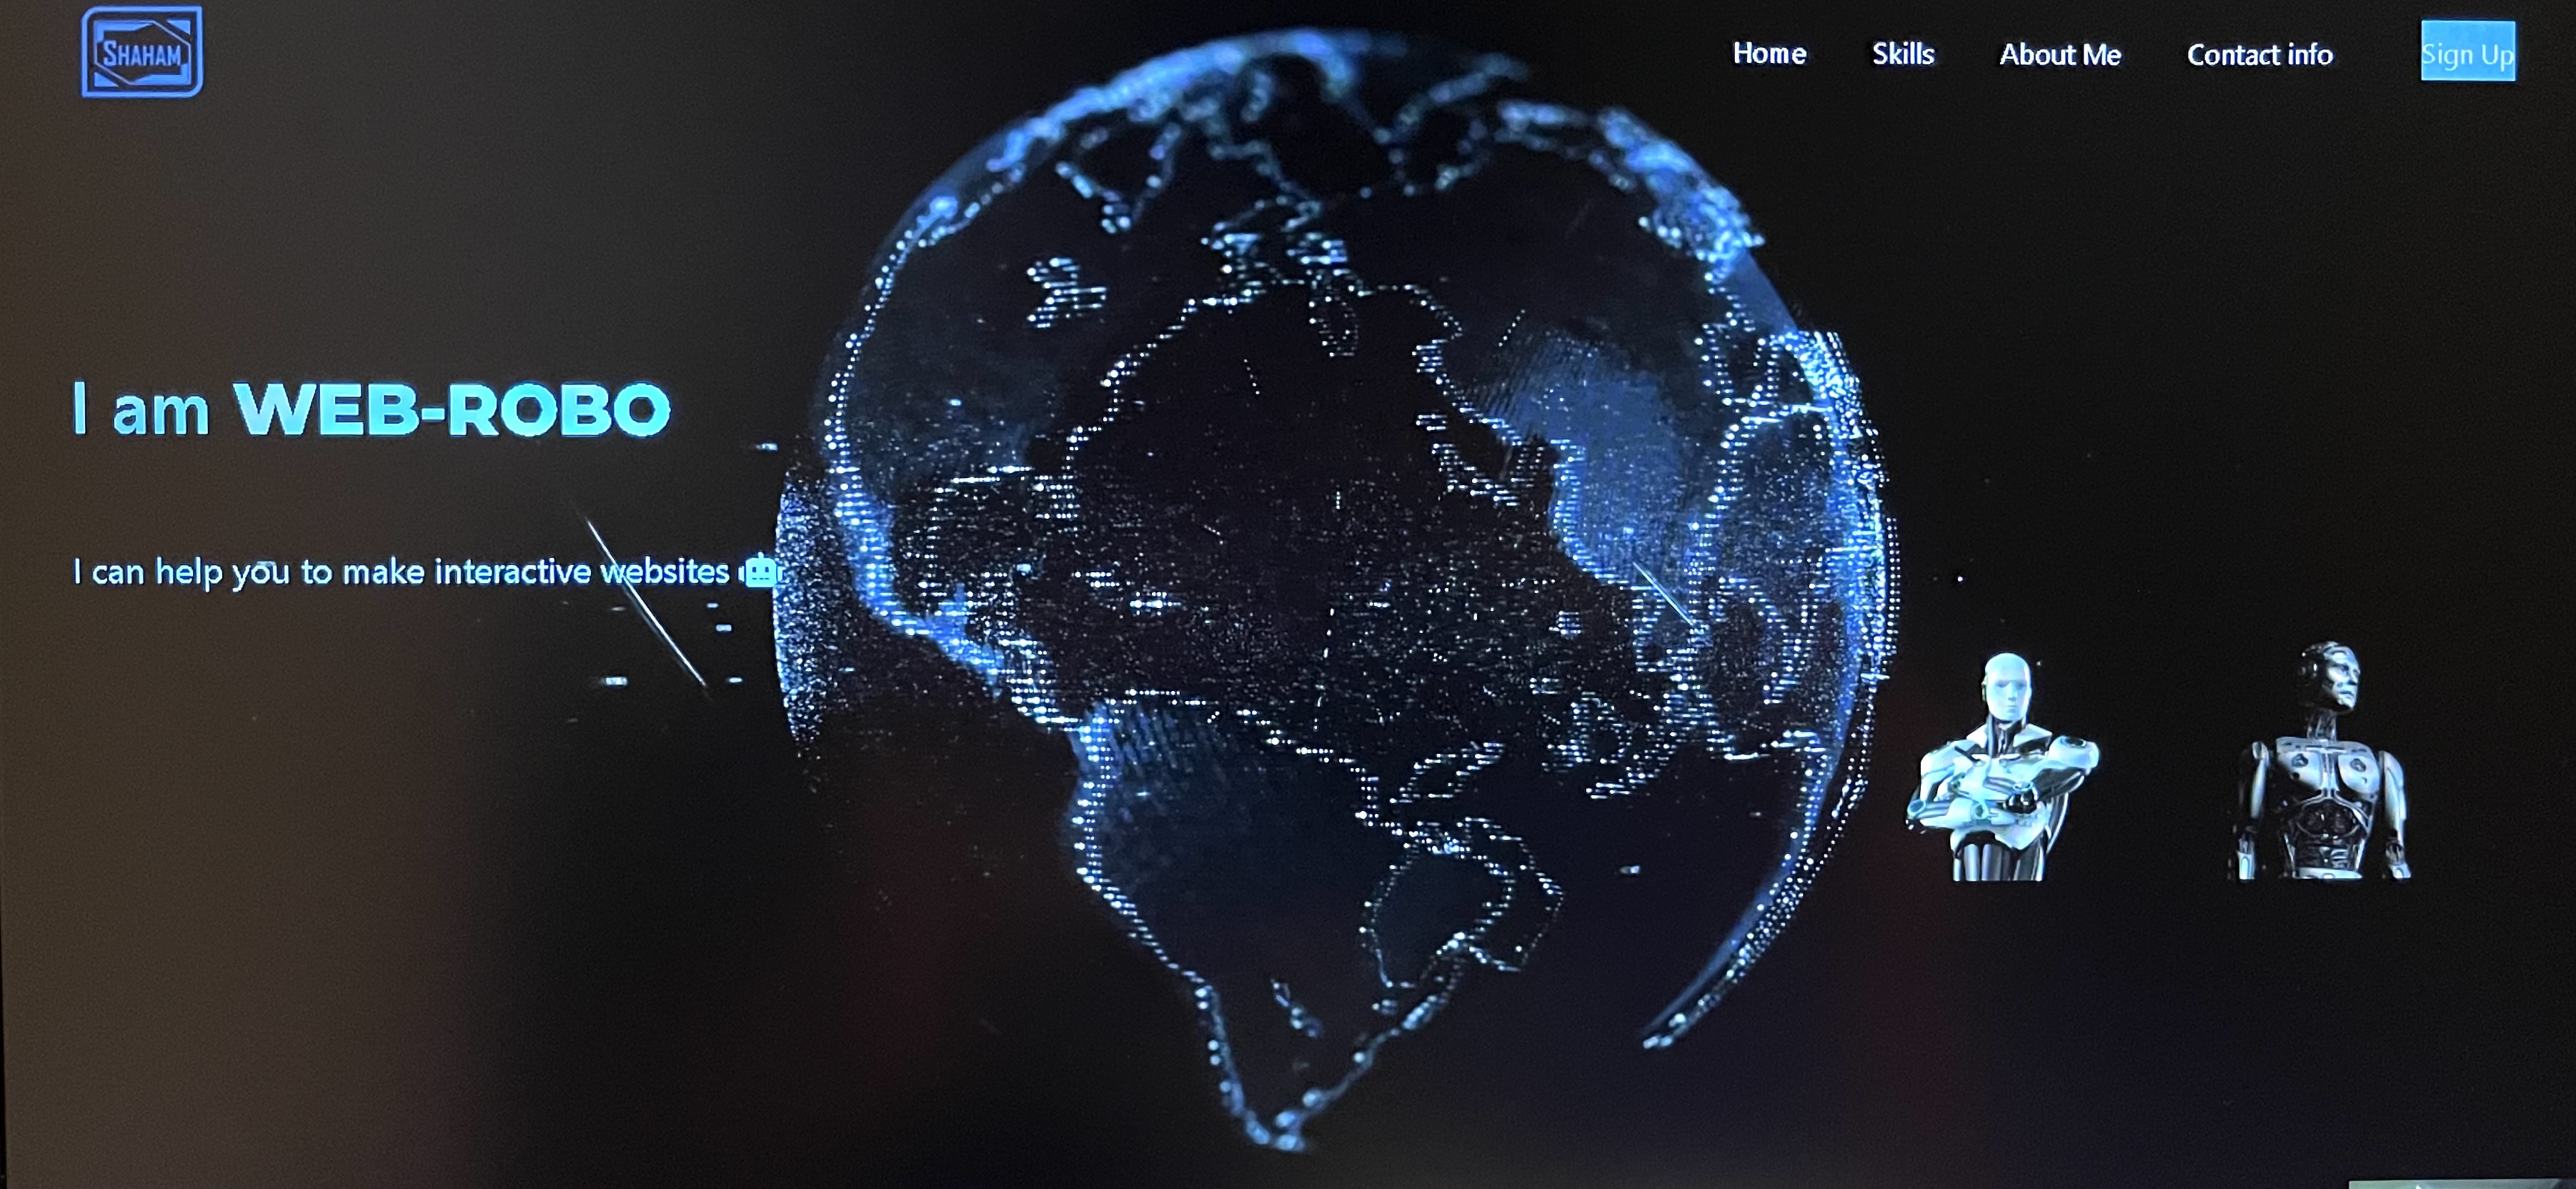 SHAHAM
Home Skills About Me Contact info Sign Up
I am WEB-ROBO
I can help you to make interactive websites